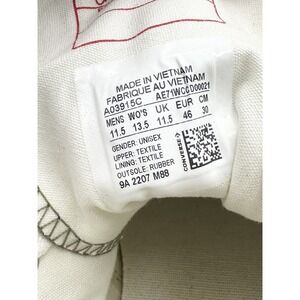 MADE IN VIETNAM
FABRIQUE AU VIETNAM
A03915C AE71WCGD00021
MENS WO'S UK EUR CM
11.5 13.5 11.5 46 30
GENDER: UNISEX
UPPER: TEXTILE
LINING: TEXTILE
OUTSOLE: RUBBER
9A 2207 M88
CONVERSE